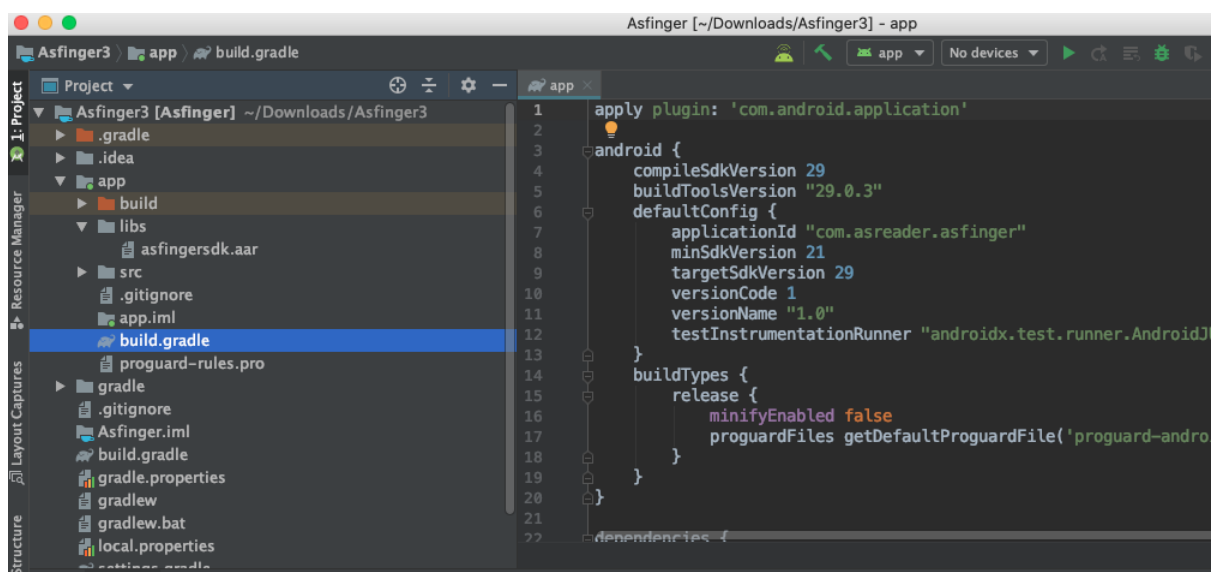 Asfinger [~/Downloads/Asfinger3] - app
Asfinger3 app build.gradle
app No devices
1: Project
Resource Manager
Layout Captures
Structure
Project
Asfinger3 [Asfinger] ~/Downloads/Asfinger3
.gradle
.idea
app
build
libs
asfingersdk.aar
src
.gitignore
app.iml
build.gradle
proguard-rules.pro
gradle
.gitignore
Asfinger.iml
build.gradle
gradle.properties
gradlew
gradlew.bat
local.properties
settings.gradle
app
1 apply plugin: 'com.android.application'
2
3 android {
4 compileSdkVersion 29
5 buildToolsVersion "29.0.3"
6 defaultConfig {
7 applicationId "com.asreader.asfinger"
8 minSdkVersion 21
9 targetSdkVersion 29
10 versionCode 1
11 versionName "1.0"
12 testInstrumentationRunner "androidx.test.runner.AndroidJU
13 }
14 buildTypes {
15 release {
16 minifyEnabled false
17 proguardFiles getDefaultProguardFile('proguard-andro
18 }
19 }
20 }
21
22 dependencies {